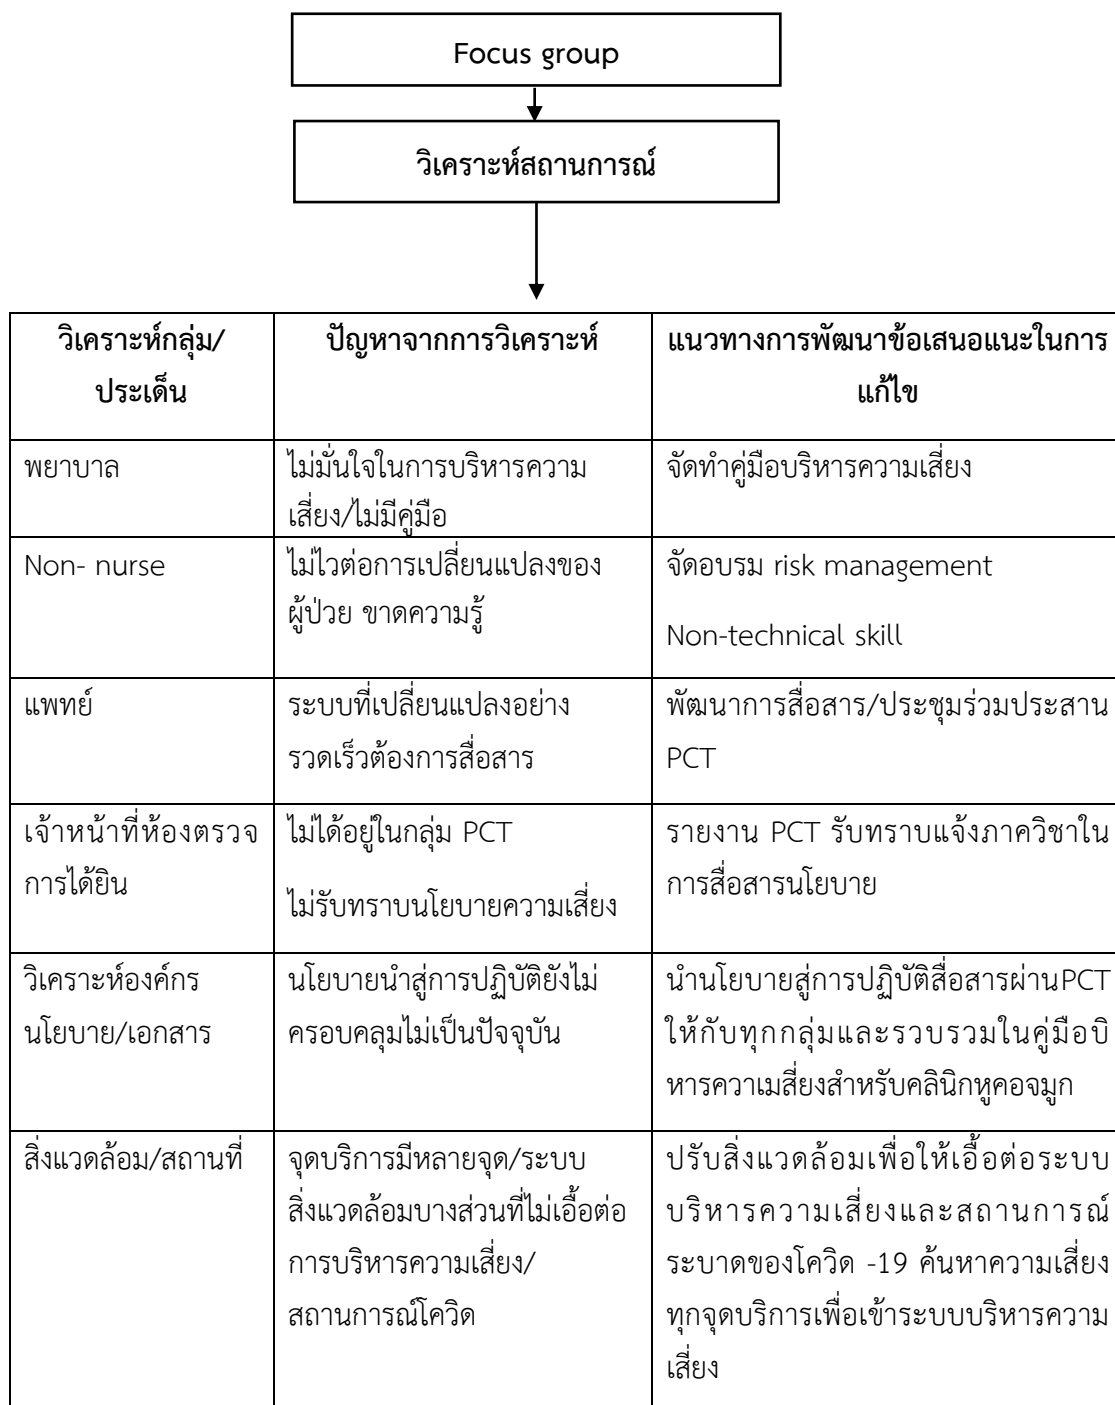 Focus group
วิเคราะห์สถานการณ์
วิเคราะห์กลุ่ม/
ประเด็น
ปัญหาจากการวิเคราะห์
แนวทางการพัฒนาข้อเสนอแนะในการ
แก้ไข
พยาบาล
ไม่มั่นใจในการบริหารความ
เสี่ยง/ไม่มีคู่มือ
จัดทำคู่มือบริหารความเสี่ยง
Non- nurse
ไม่ไวต่อการเปลี่ยนแปลงของ
ผู้ป่วย ขาดความรู้
จัดอบรม risk management
Non-technical skill
แพทย์
ระบบที่เปลี่ยนแปลงอย่าง
รวดเร็วต้องการสื่อสาร
พัฒนาการสื่อสาร/ประชุมร่วมประสาน
PCT
เจ้าหน้าที่ห้องตรวจ
การได้ยิน
ไม่ได้อยู่ในกลุ่ม PCT
ไม่รับทราบนโยบายความเสี่ยง
รายงาน PCT รับทราบแจ้งภาควิชาใน
การสื่อสารนโยบาย
วิเคราะห์องค์กร
นโยบาย/เอกสาร
นโยบายนำสู่การปฏิบัติยังไม่
ครอบคลุมไม่เป็นปัจจุบัน
นำนโยบายสู่การปฏิบัติสื่อสารผ่านPCT
ให้กับทุกกลุ่มและรวบรวมในคู่มือบิ
หารความเมสี่ยงสำหรับคลินิกหูคอจมูก
สิ่งแวดล้อม/สถานที่
จุดบริการมีหลายจุด/ระบบ
สิ่งแวดล้อมบางส่วนที่ไม่เอื้อต่อ
การบริหารความเสี่ยง/
สถานการณ์โควิด
ปรับสิ่งแวดล้อมเพื่อให้เอื้อต่อระบบ
บริหารความเสี่ยงและสถานการณ์
ระบาดของโควิด -19 ค้นหาความเสี่ยง
ทุกจุดบริการเพื่อเข้าระบบบริหารความ
เสี่ยง